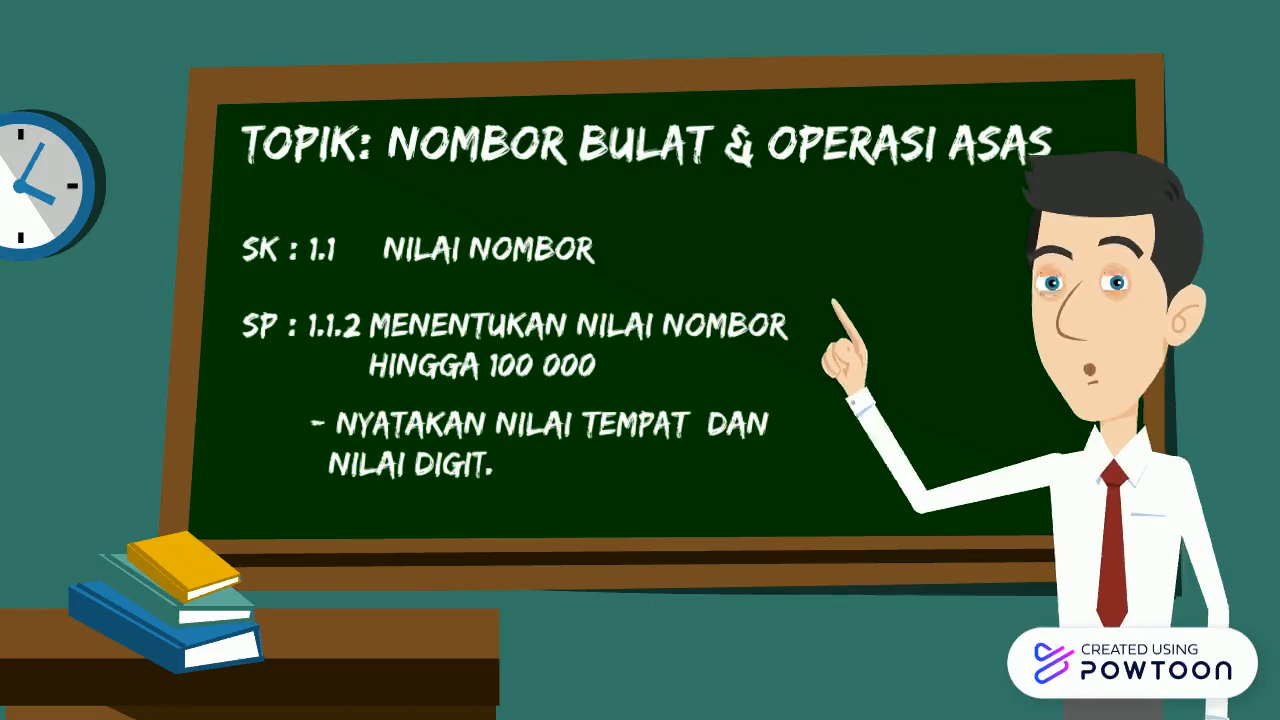 TOPIK: NOMBOR BULAT & OPERASI ASAS
SK : 1.1 NILAI NOMBOR
SP : 1.1.2 MENENTUKAN NILAI NOMBOR
HINGGA 100 000
- NYATAKAN NILAI TEMPAT DAN
NILAI DIGIT.
CREATED USING
POWTOON